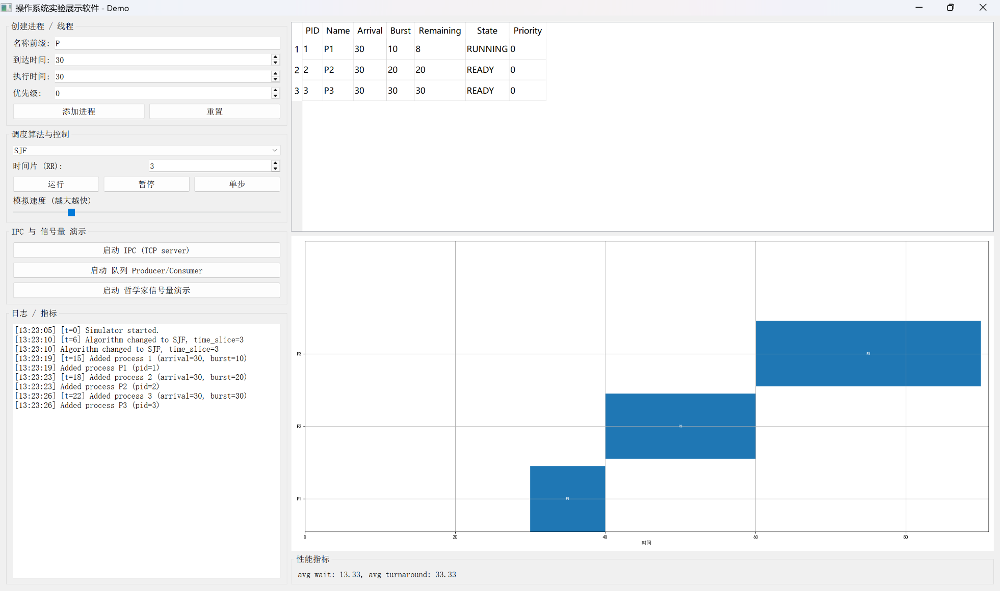 操作系统实验展示软件 - Demo
创建进程 / 线程
名称前缀: P
到达时间: 30
执行时间: 30
优先级: 0
添加进程 重置
调度算法与控制
SJF
时间片 (RR): 3
运行 暂停 单步
模拟速度 (越大越快)
IPC 与 信号量 演示
启动 IPC (TCP server)
启动 队列 Producer/Consumer
启动 哲学家信号量演示
日志 / 指标
[13:23:05] [t=0] Simulator started.
[13:23:10] [t=6] Algorithm changed to SJF, time_slice=3
[13:23:10] Algorithm changed to SJF, time_slice=3
[13:23:19] [t=15] Added process 1 (arrival=30, burst=10)
[13:23:19] Added process P1 (pid=1)
[13:23:23] [t=18] Added process 2 (arrival=30, burst=20)
[13:23:23] Added process P2 (pid=2)
[13:23:26] [t=22] Added process 3 (arrival=30, burst=30)
[13:23:26] Added process P3 (pid=3)
PID Name Arrival Burst Remaining State Priority
1 1 P1 30 10 8 RUNNING 0
2 2 P2 30 20 20 READY 0
3 3 P3 30 30 30 READY 0
P3 P3
P2 P2
P1 P1
0 20 40 60 80
时间
性能指标
avg wait: 13.33, avg turnaround: 33.33